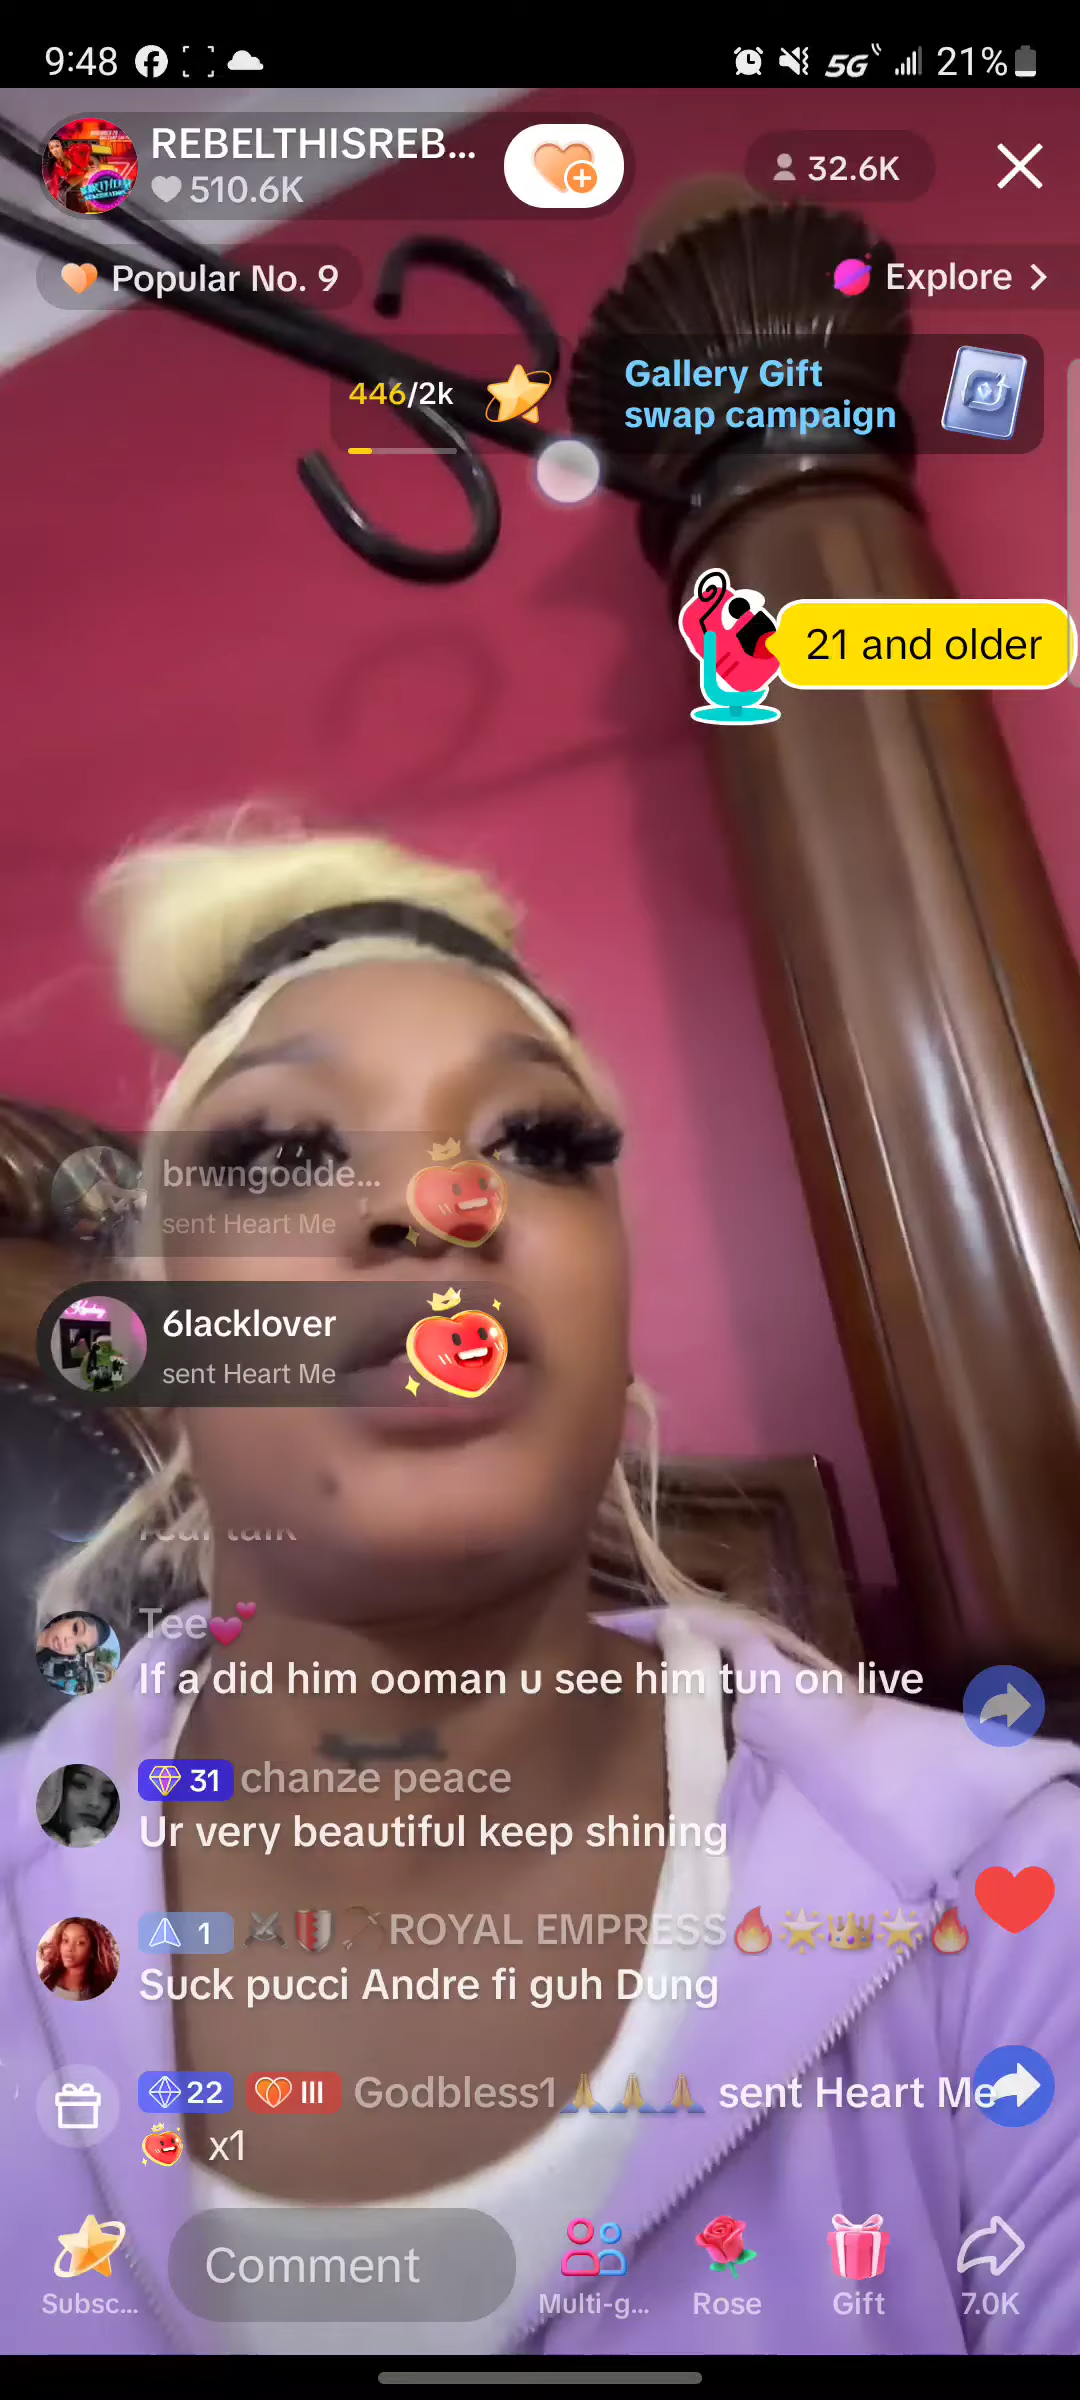 9:48
5G
21%
REBELTHISREB...
510.6K
32.6K
Popular No. 9
Explore
446/2k
Gallery Gift
swap campaign
21 and older
brwngodde...
sent Heart Me
6lacklover
sent Heart Me
real talk
Tee
If a did him ooman u see him tun on live
31 chanze peace
Ur very beautiful keep shining
1 ROYAL EMPRESS
Suck pucci Andre fi guh Dung
22 III Godbless1 sent Heart Me
x1
Comment
Subsc...
Multi-g...
Rose
Gift
7.0K